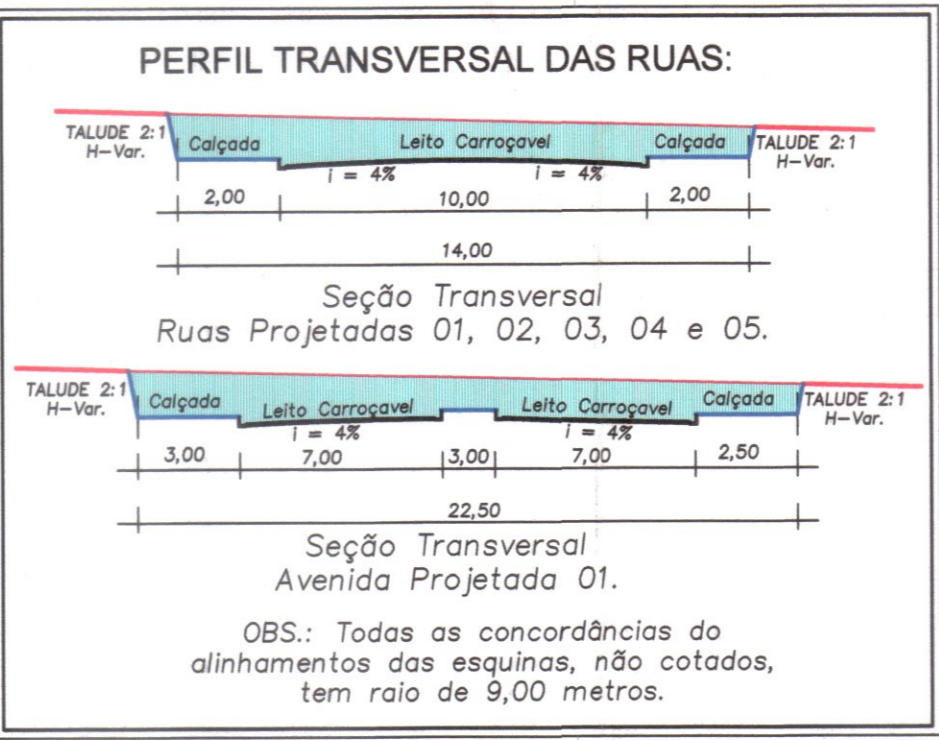 PERFIL TRANSVERSAL DAS RUAS:
TALUDE 2:1
H-Var.
Calçada
Leito Carroçavel
Calçada
TALUDE 2:1
H-Var.
i = 4%
i = 4%
2,00
10,00
2,00
14,00
Seção Transversal
Ruas Projetadas 01, 02, 03, 04 e 05.
TALUDE 2:1
H-Var.
Calçada
Leito Carroçavel
Leito Carroçavel
Calçada
TALUDE 2:1
H-Var.
i = 4%
i = 4%
3,00
7,00
3,00
7,00
2,50
22,50
Seção Transversal
Avenida Projetada 01.
OBS.: Todas as concordâncias do
alinhamentos das esquinas, não cotados,
tem raio de 9,00 metros.